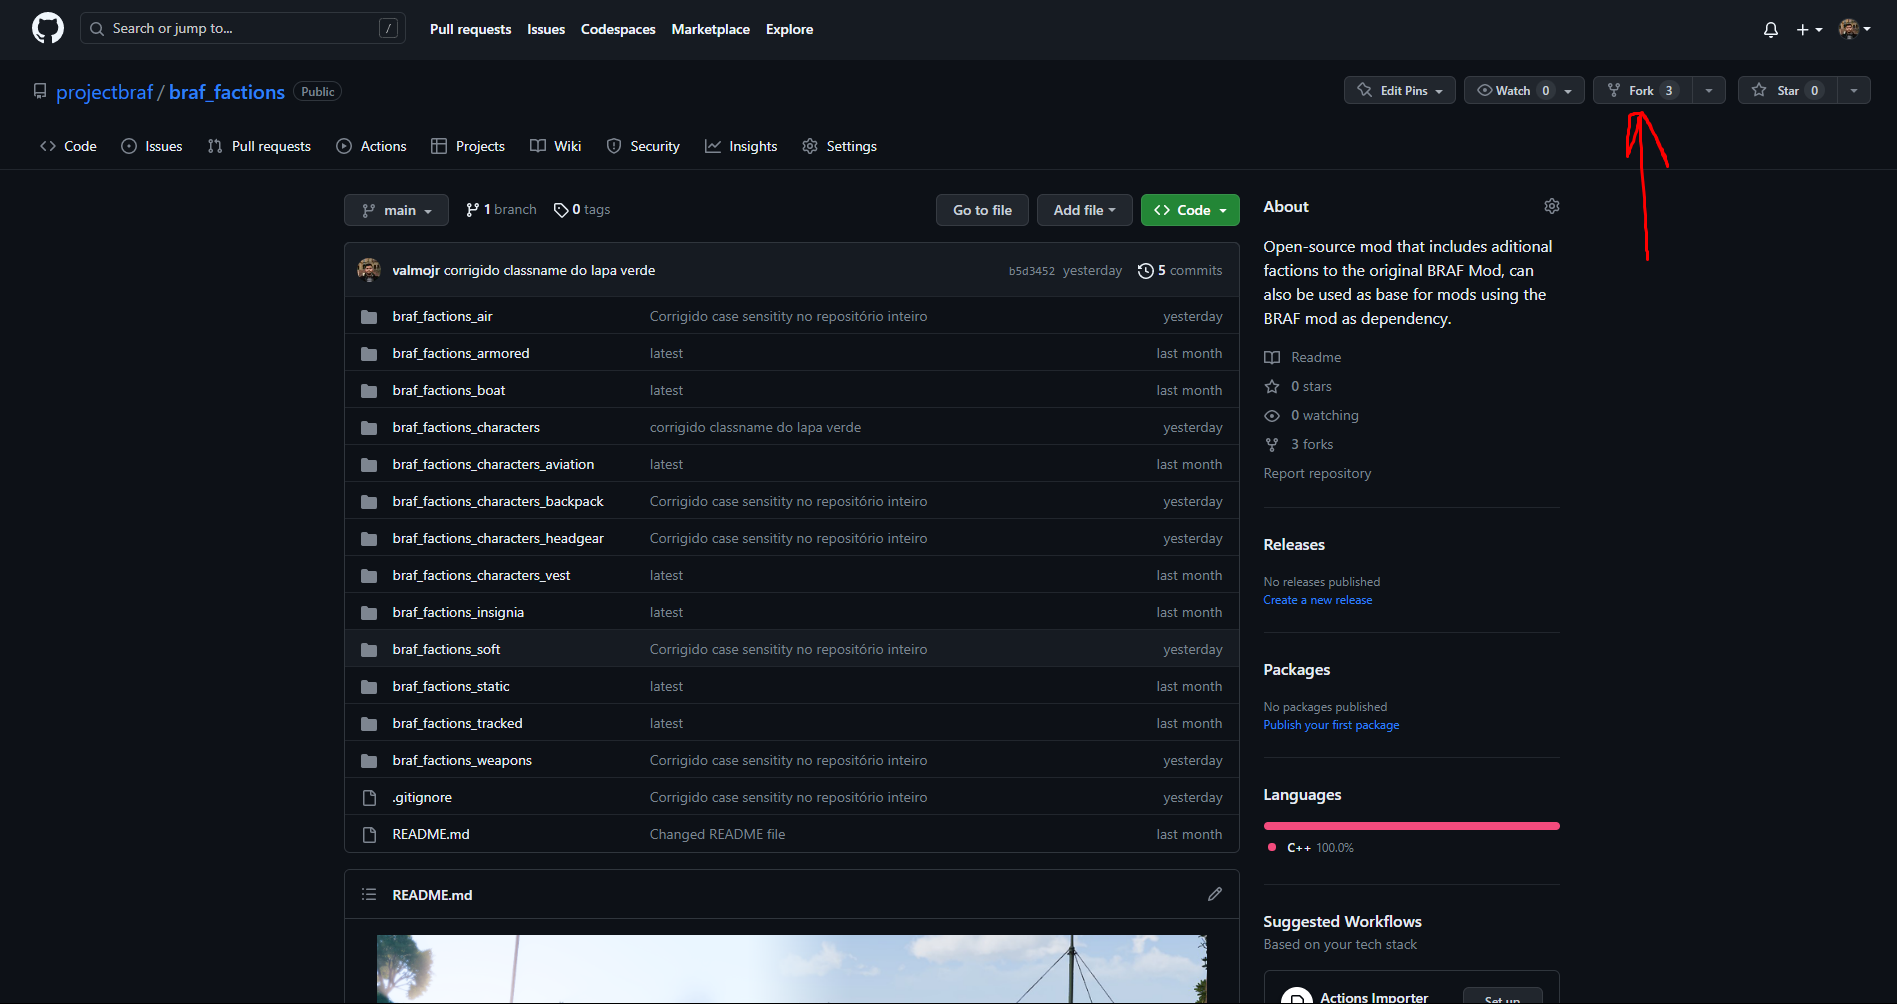 Search or jump to... /
Pull requests Issues Codespaces Marketplace Explore
projectbraf / braf_factions Public
Edit Pins Watch 0 Fork 3 Star 0
Code Issues Pull requests Actions Projects Wiki Security Insights Settings
main 1 branch 0 tags Go to file Add file Code
valmojr corrigido classname do lapa verde b5d3452 yesterday 5 commits
braf_factions_air Corrigido case sensitity no repositório inteiro yesterday
braf_factions_armored latest last month
braf_factions_boat latest last month
braf_factions_characters corrigido classname do lapa verde yesterday
braf_factions_characters_aviation latest last month
braf_factions_characters_backpack Corrigido case sensitity no repositório inteiro yesterday
braf_factions_characters_headgear Corrigido case sensitity no repositório inteiro yesterday
braf_factions_characters_vest latest last month
braf_factions_insignia latest last month
braf_factions_soft Corrigido case sensitity no repositório inteiro yesterday
braf_factions_static latest last month
braf_factions_tracked latest last month
braf_factions_weapons Corrigido case sensitity no repositório inteiro yesterday
.gitignore Corrigido case sensitity no repositório inteiro yesterday
README.md Changed README file last month
README.md
About
Open-source mod that includes aditional
factions to the original BRAF Mod, can
also be used as base for mods using the
BRAF mod as dependency.
Readme
0 stars
0 watching
3 forks
Report repository
Releases
No releases published
Create a new release
Packages
No packages published
Publish your first package
Languages
C++ 100.0%
Suggested Workflows
Based on your tech stack
Actions Importer Set up